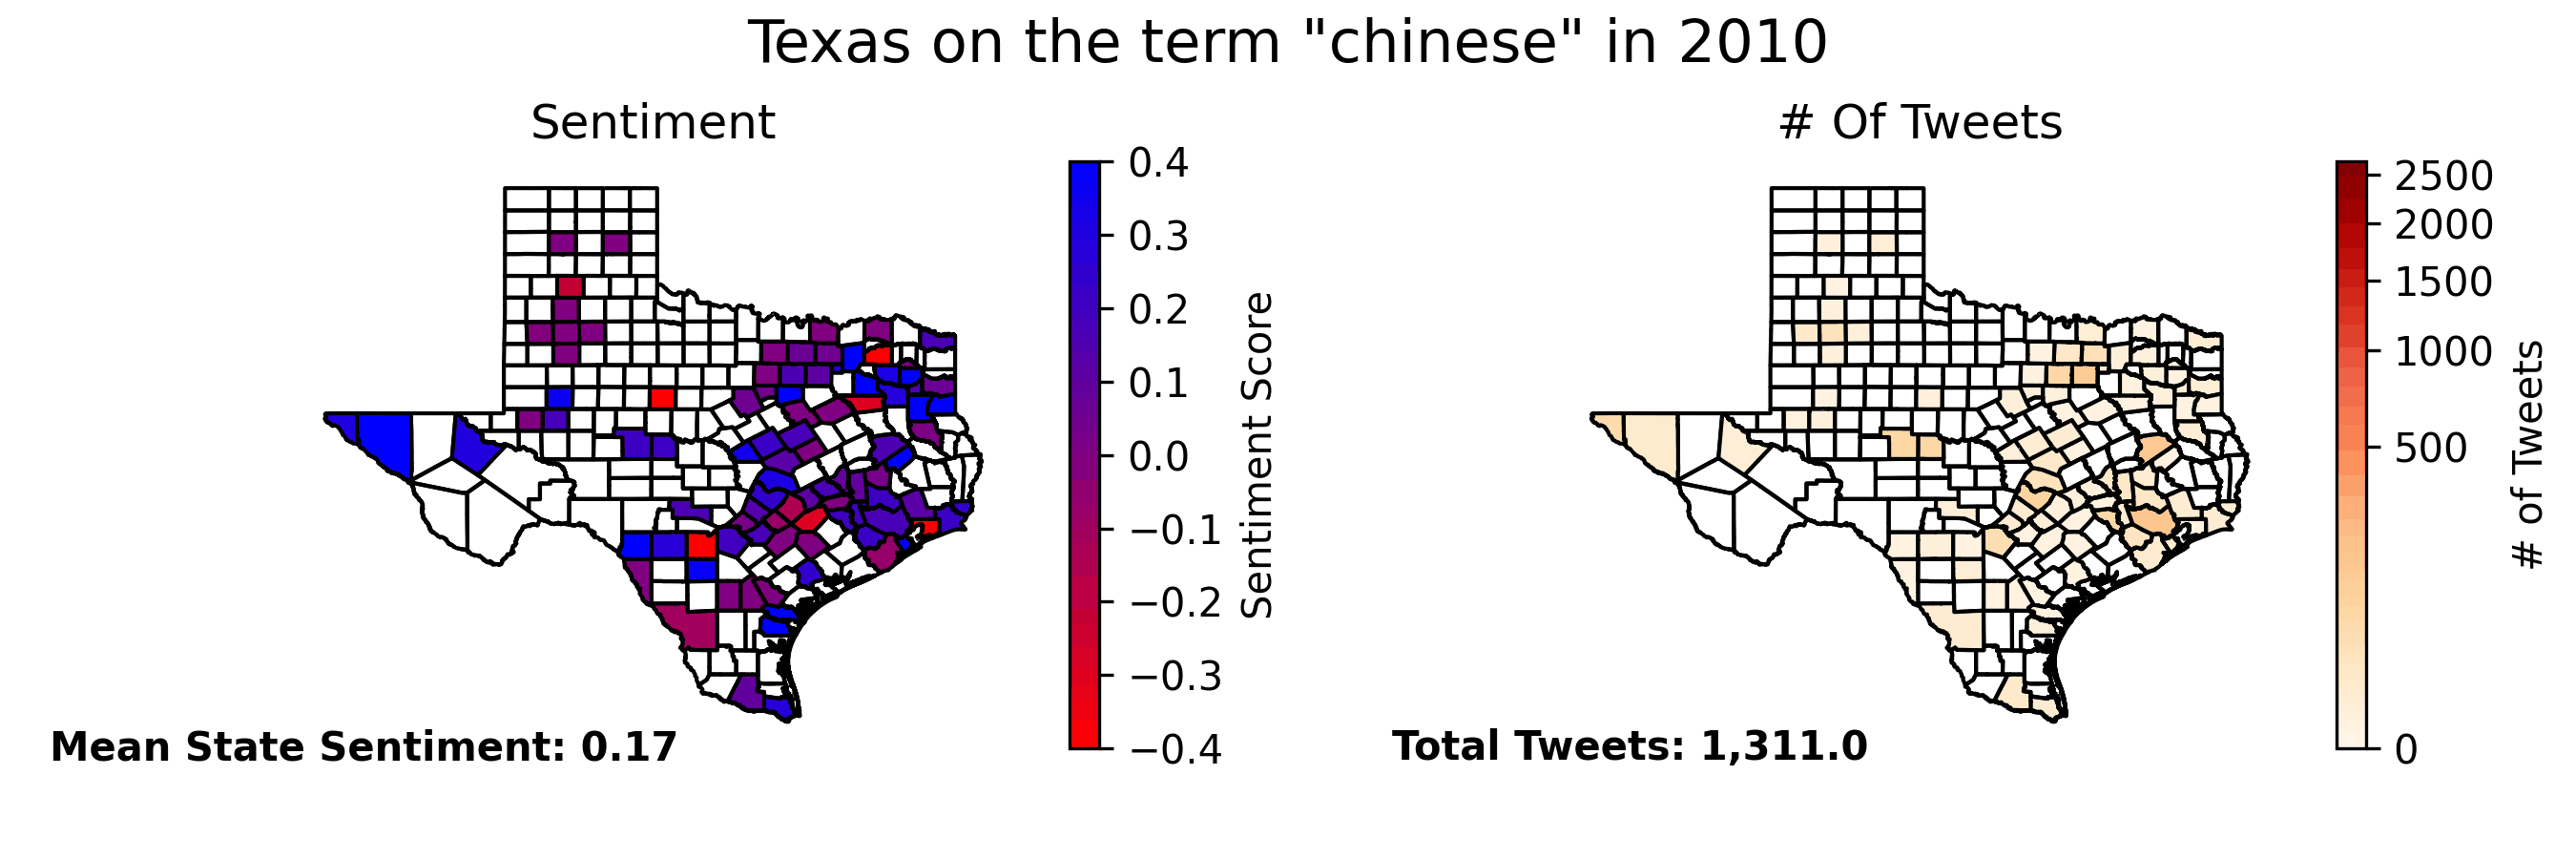 Texas on the term "chinese" in 2010
Sentiment
0.4
0.3
0.2
0.1
0.0
−0.1
−0.2
−0.3
−0.4
Sentiment Score
Mean State Sentiment: 0.17
# Of Tweets
2500
2000
1500
1000
500
0
# of Tweets
Total Tweets: 1,311.0